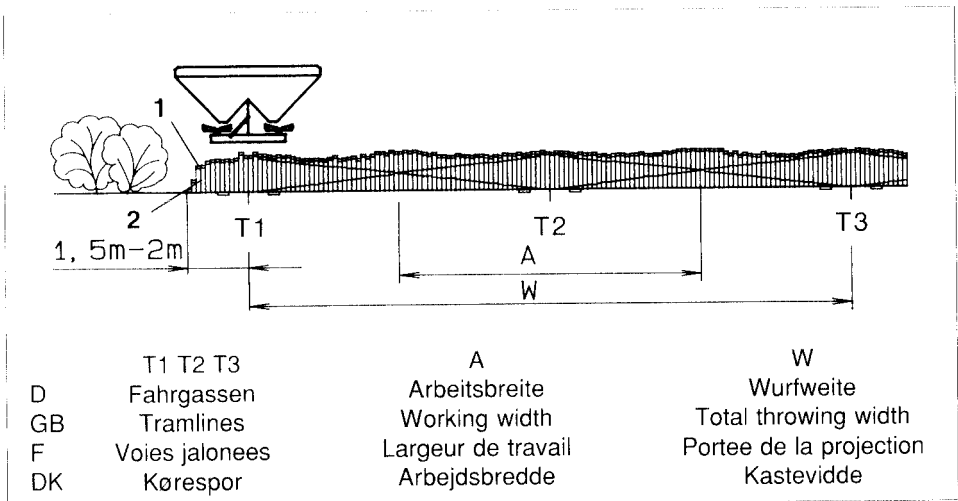 1
2
T1 T2 T3
1,5m-2m
A
W
T1 T2 T3 A W
D Fahrgassen Arbeitsbreite Wurfweite
GB Tramlines Working width Total throwing width
F Voies jalonees Largeur de travail Portee de la projection
DK Kørespor Arbejdsbredde Kastevidde